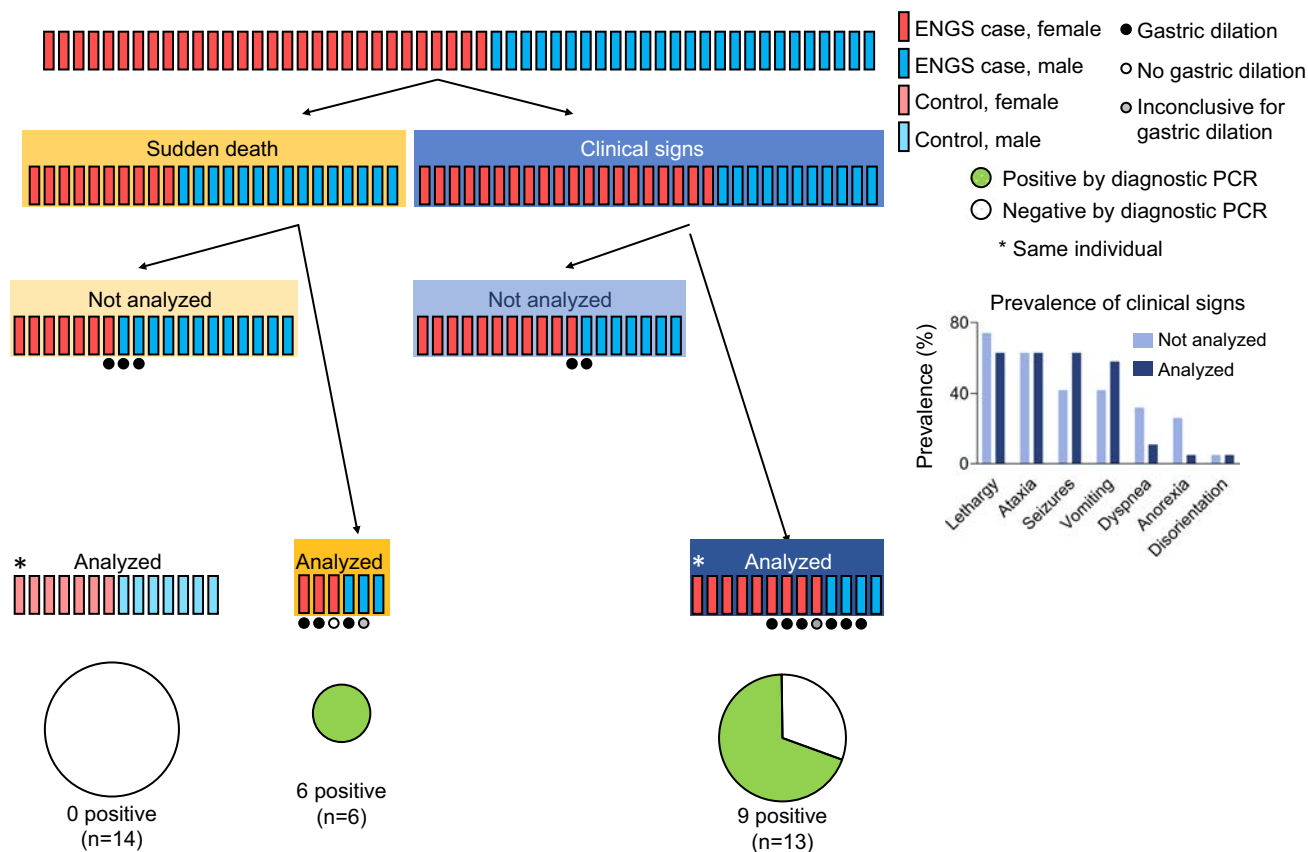 ENGS case, female
ENGS case, male
Control, female
Control, male
Gastric dilation
No gastric dilation
Inconclusive for
gastric dilation
Positive by diagnostic PCR
Negative by diagnostic PCR
* Same individual
Sudden death
Clinical signs
Not analyzed
Not analyzed
Prevalence of clinical signs
Prevalence (%)
80
40
0
Not analyzed
Analyzed
Lethargy
Ataxia
Seizures
Vomiting
Dyspnea
Anorexia
Disorientation
* Analyzed
Analyzed
* Analyzed
0 positive
(n=14)
6 positive
(n=6)
9 positive
(n=13)